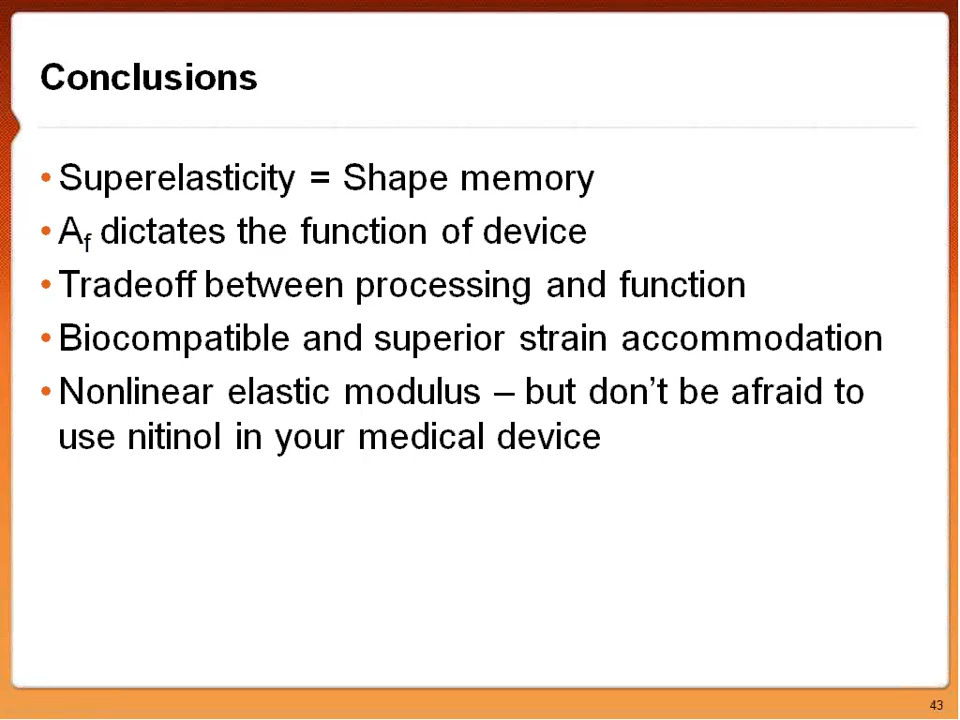 Conclusions
• Superelasticity = Shape memory
• Af dictates the function of device
• Tradeoff between processing and function
• Biocompatible and superior strain accommodation
• Nonlinear elastic modulus – but don’t be afraid to
use nitinol in your medical device
43